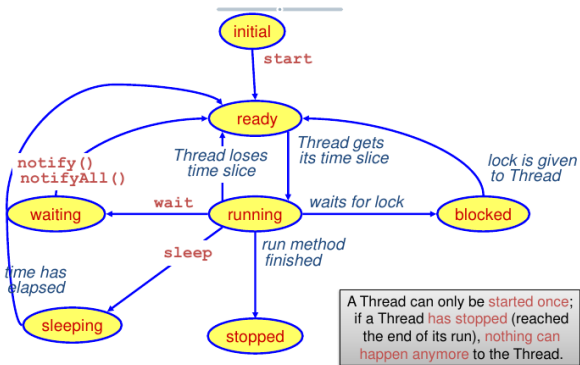 initial
start
ready
Thread loses
time slice
Thread gets
its time slice
lock is given
to Thread
notify()
notifyAll()
waiting
wait
running
waits for lock
blocked
sleep
run method
finished
time has
elapsed
sleeping
stopped
A Thread can only be started once;
if a Thread has stopped (reached
the end of its run), nothing can
happen anymore to the Thread.